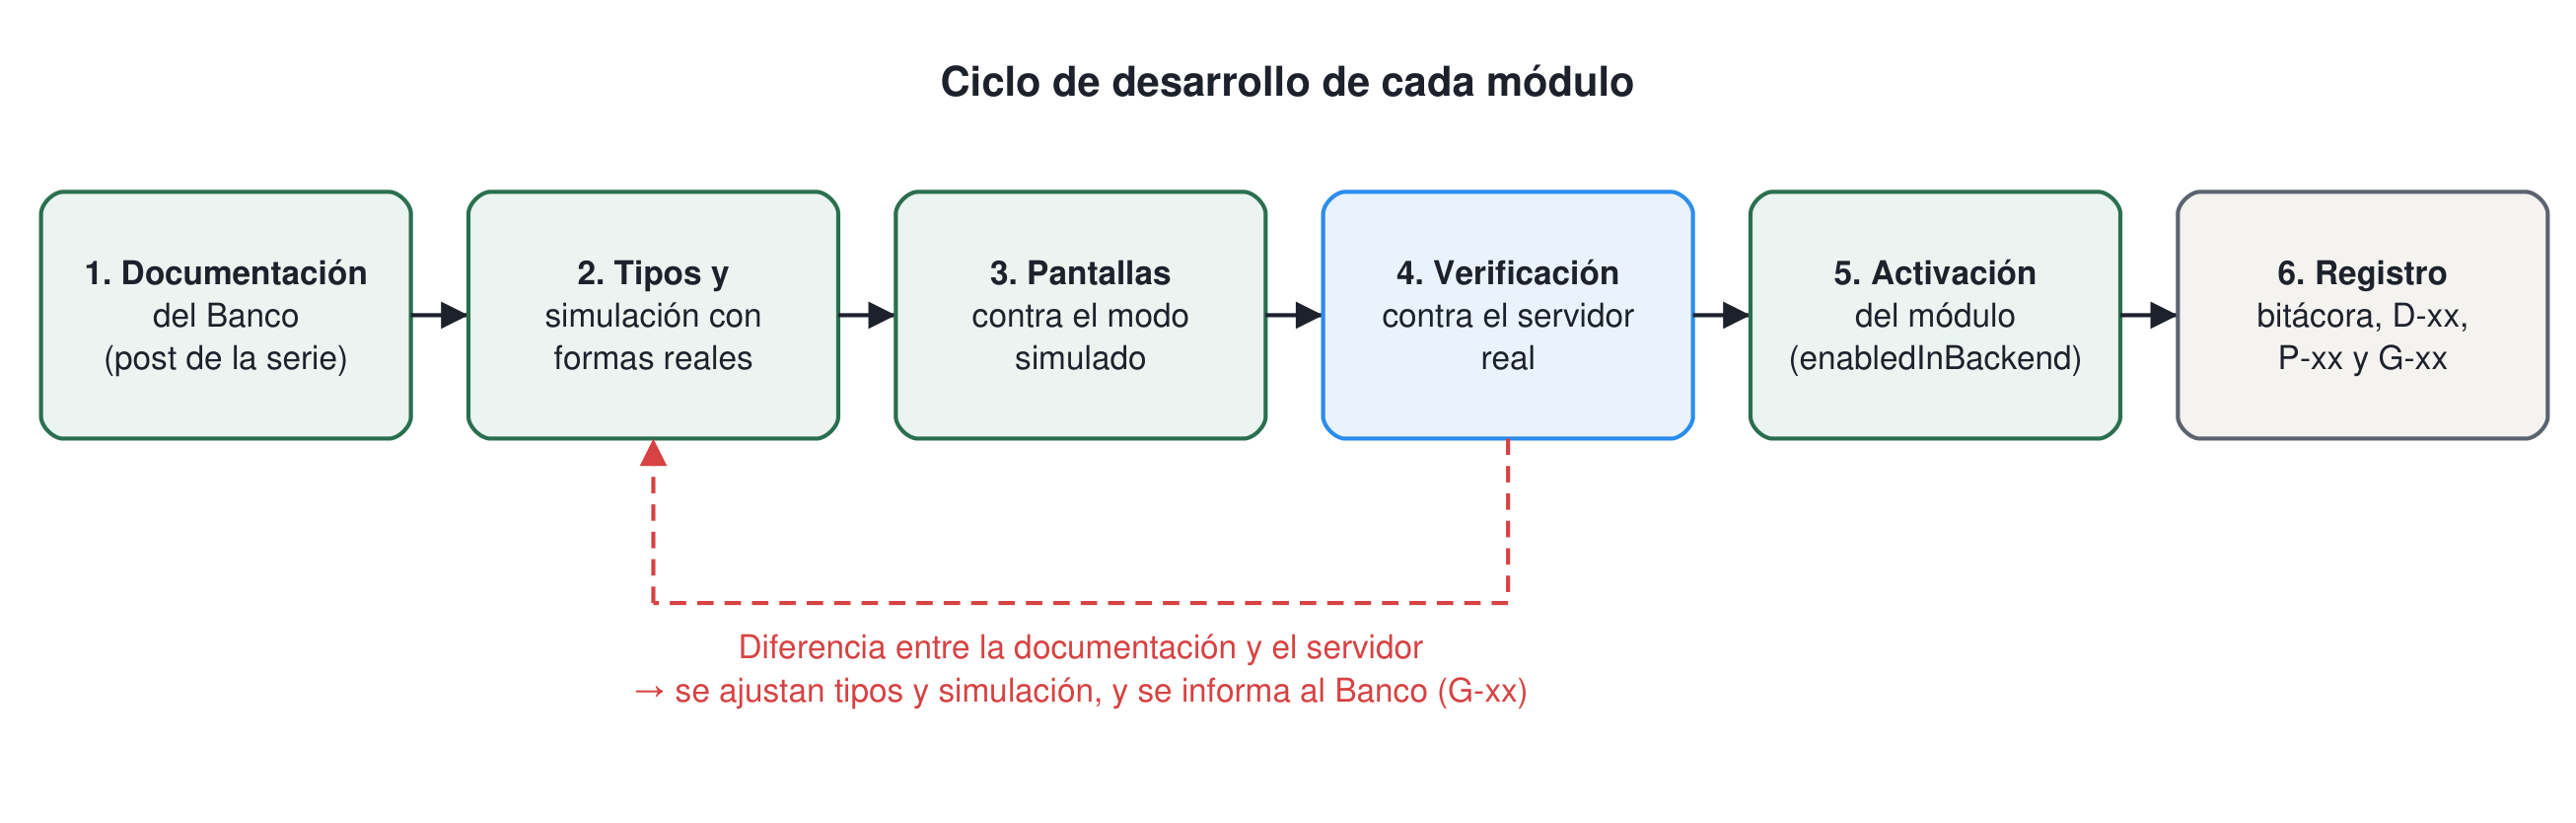 Ciclo de desarrollo de cada módulo
1. Documentación
del Banco
(post de la serie)
2. Tipos y
simulación con
formas reales
3. Pantallas
contra el modo
simulado
4. Verificación
contra el servidor
real
5. Activación
del módulo
(enabledInBackend)
6. Registro
bitácora, D-xx,
P-xx y G-xx
Diferencia entre la documentación y el servidor
→ se ajustan tipos y simulación, y se informa al Banco (G-xx)